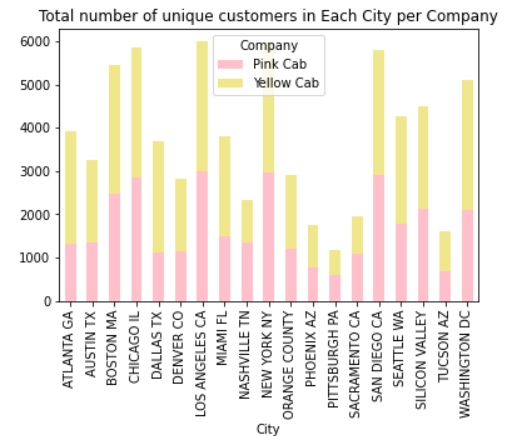 Total number of unique customers in Each City per Company
Company
Pink Cab
Yellow Cab
6000
5000
4000
3000
2000
1000
0
ATLANTA GA
AUSTIN TX
BOSTON MA
CHICAGO IL
DALLAS TX
DENVER CO
LOS ANGELES CA
MIAMI FL
NASHVILLE TN
NEW YORK NY
ORANGE COUNTY
PHOENIX AZ
PITTSBURGH PA
SACRAMENTO CA
SAN DIEGO CA
SEATTLE WA
SILICON VALLEY
TUCSON AZ
WASHINGTON DC
City